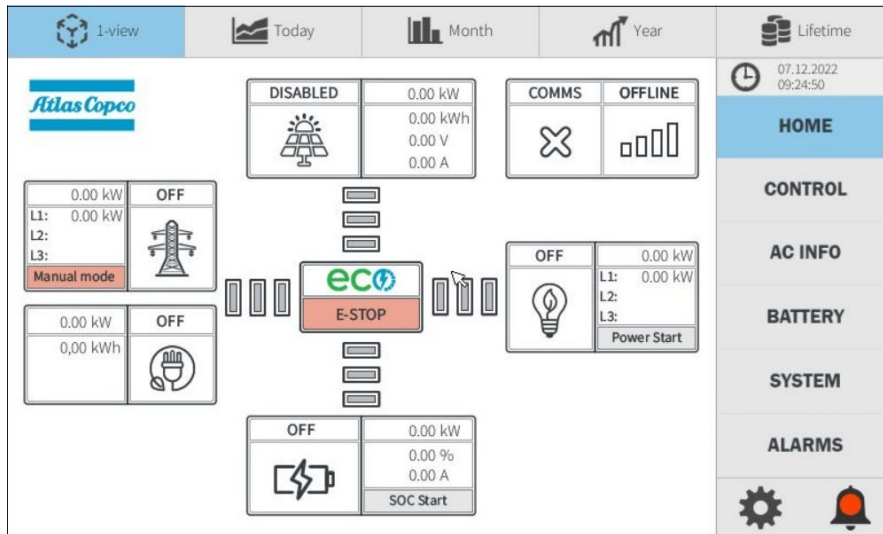 1-view
Today
Month
Year
Lifetime
07.12.2022
09:24:50
Atlas Copco
DISABLED
0.00 kW
0.00 kWh
0.00 V
0.00 A
COMMS
OFFLINE
HOME
CONTROL
AC INFO
BATTERY
SYSTEM
ALARMS
0.00 kW
OFF
L1: 0.00 kW
L2:
L3:
Manual mode
eco
E-STOP
OFF
0.00 kW
L1: 0.00 kW
L2:
L3:
Power Start
0.00 kW
OFF
0,00 kWh
OFF
0.00 kW
0.00 %
0.00 A
SOC Start